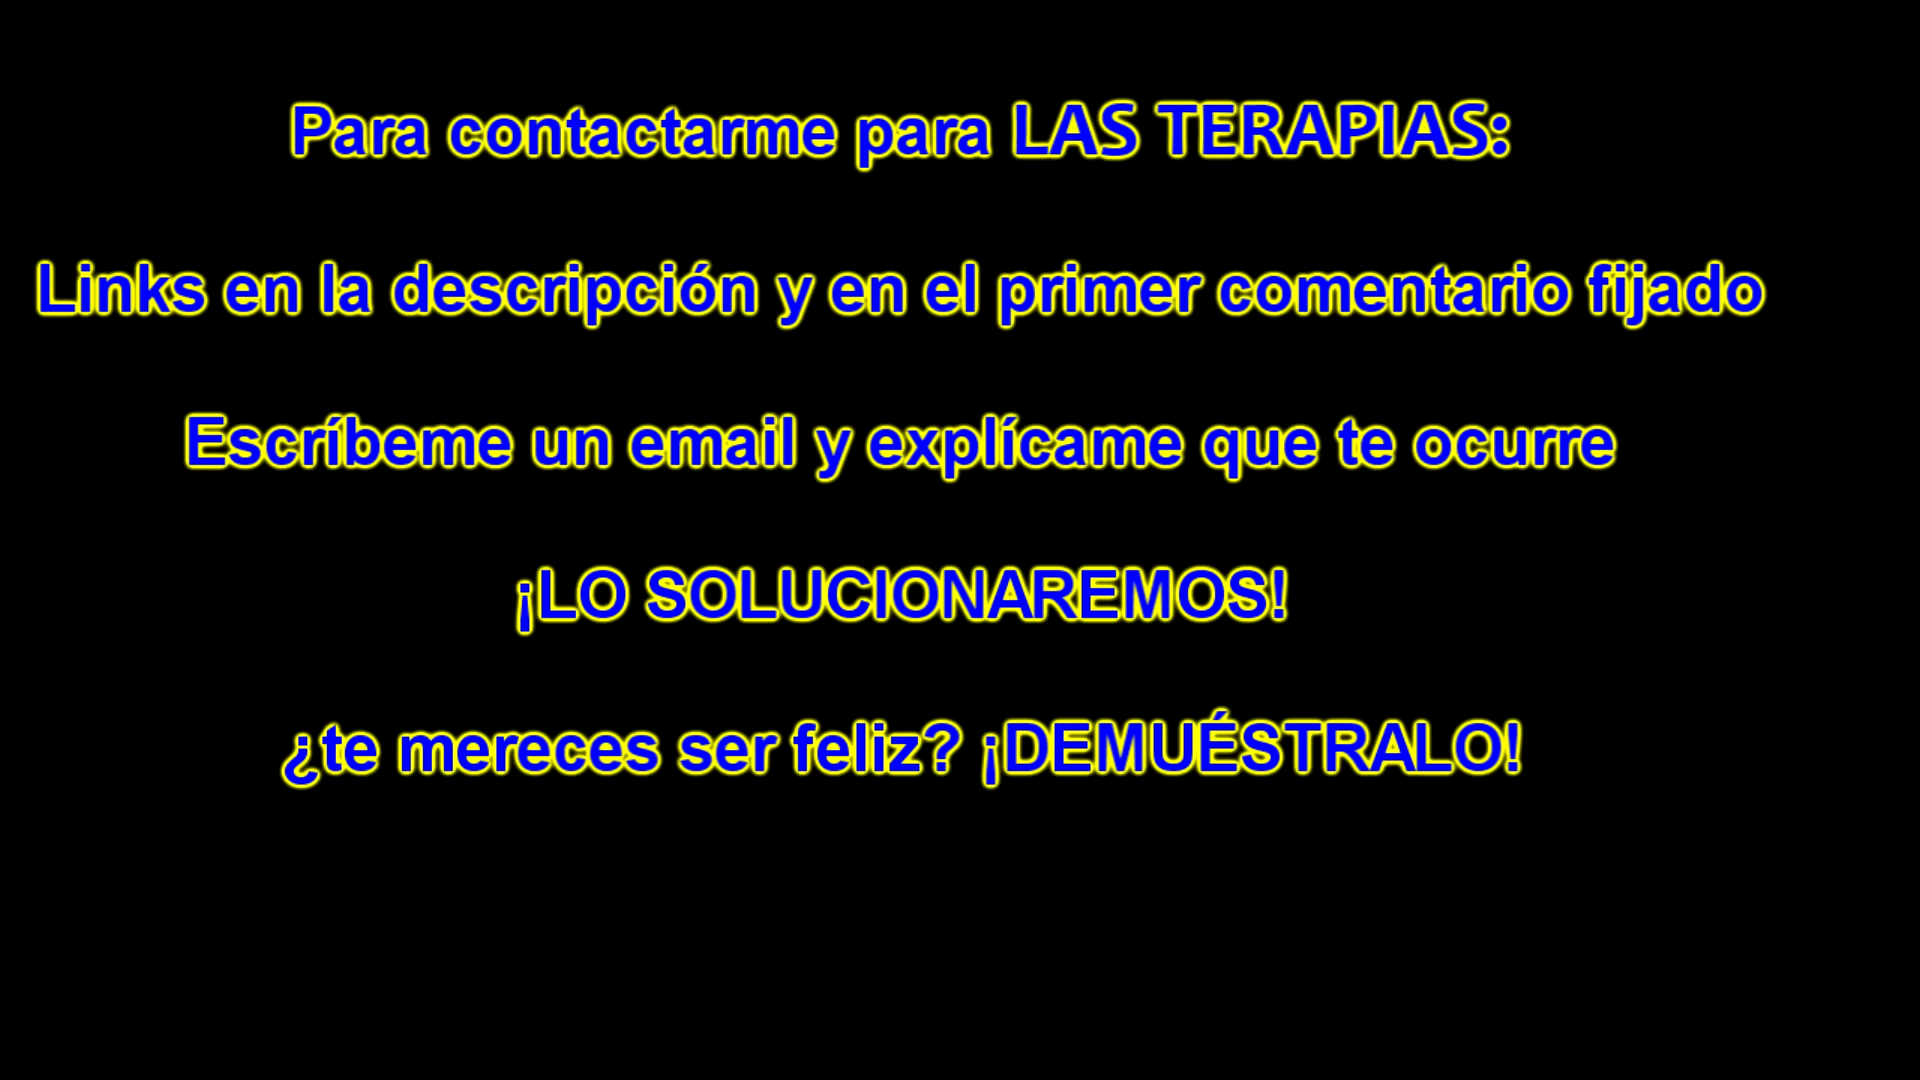 Para contactarme para LAS TERAPIAS:
Links en la descripción y en el primer comentario fijado
Escríbeme un email y explícame que te ocurre
¡LO SOLUCIONAREMOS!
¿te mereces ser feliz? ¡DEMUÉSTRALO!